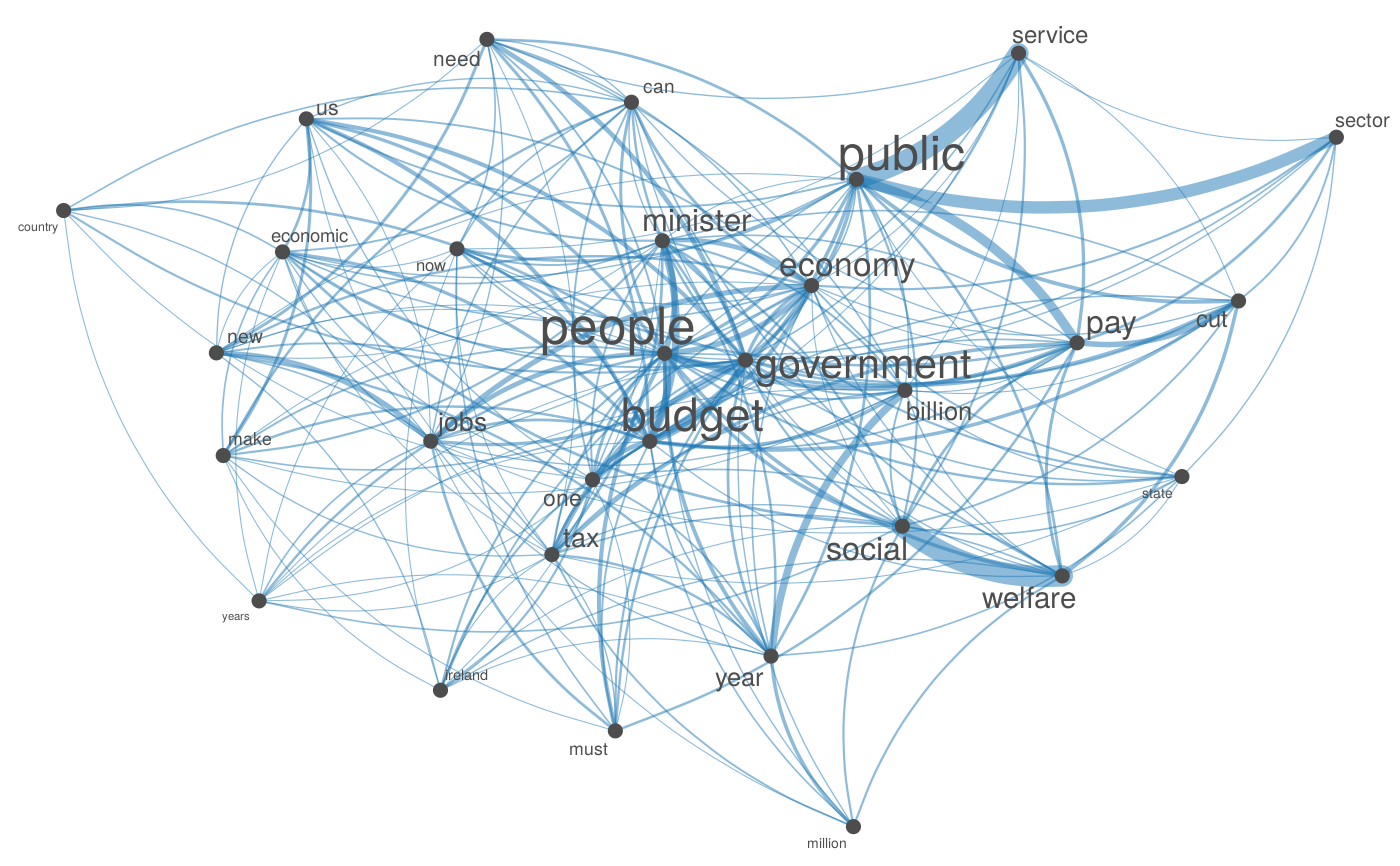 service
need
can
us
sector
public
minister
country
economic
now
economy
cut
people
pay
new
government
budget
billion
jobs
make
state
one
tax
social
welfare
years
ireland
year
must
million